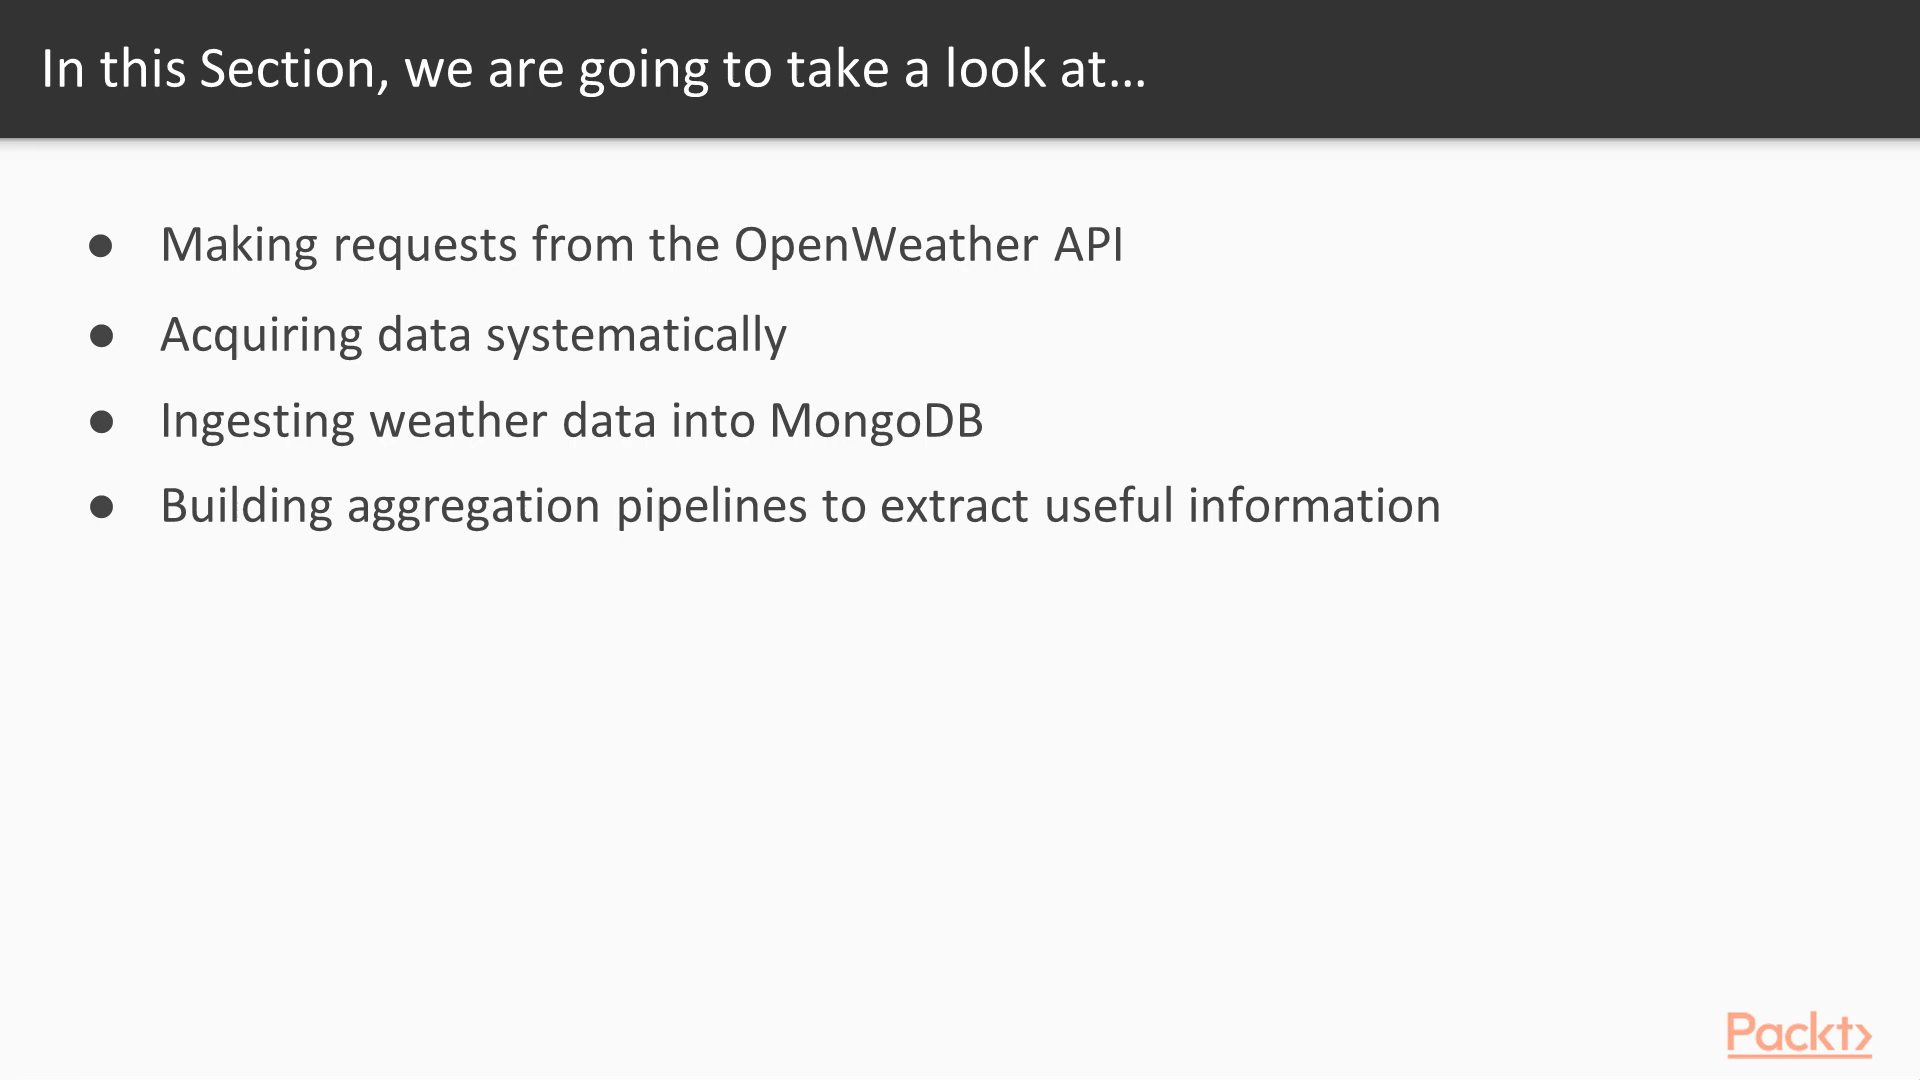 In this Section, we are going to take a look at…
● Making requests from the OpenWeather API
● Acquiring data systematically
● Ingesting weather data into MongoDB
● Building aggregation pipelines to extract useful information
Packt>